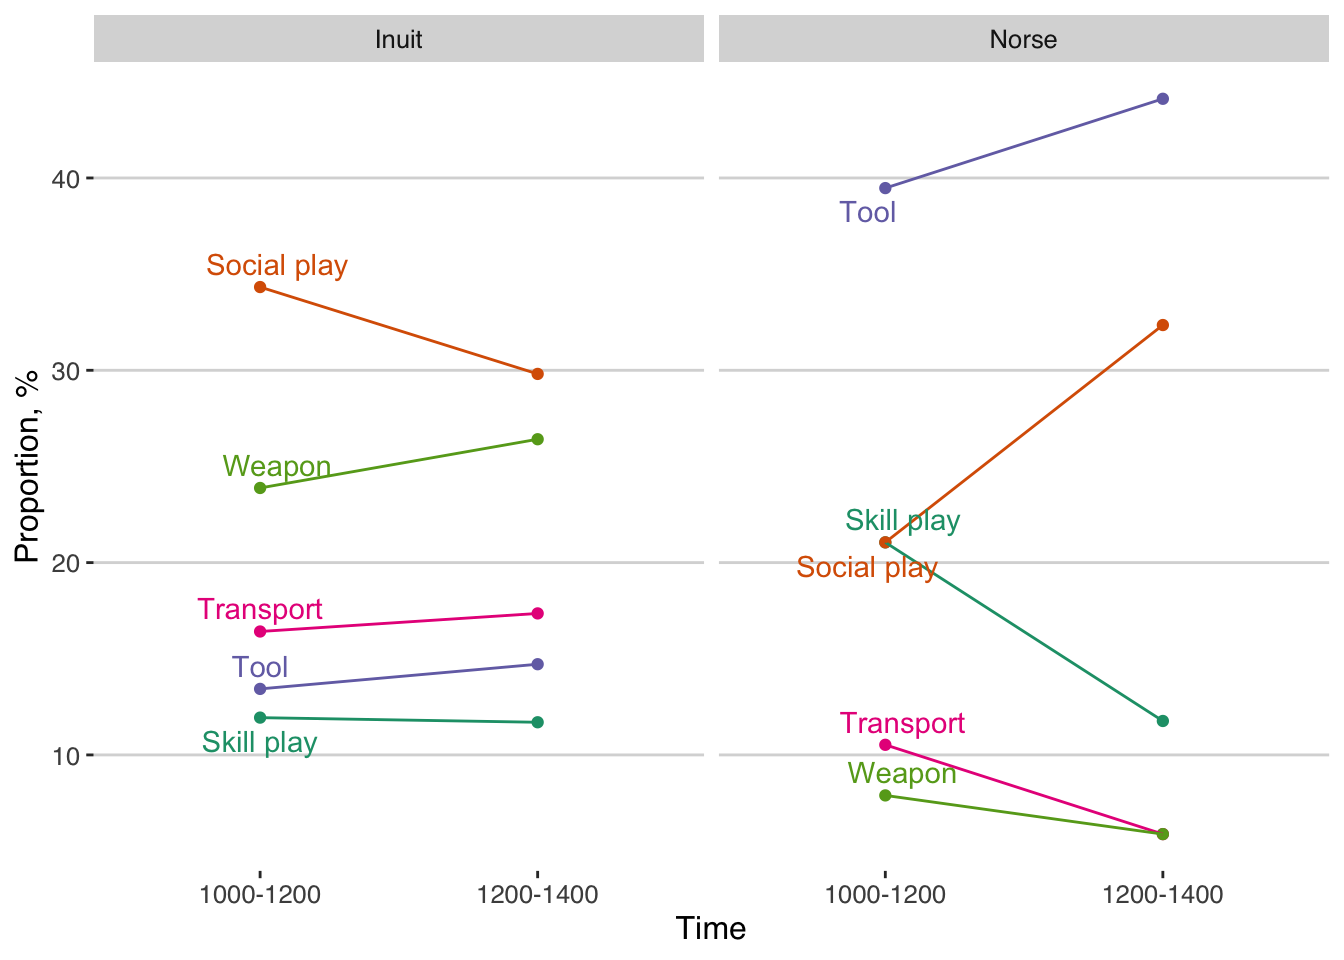 Inuit
Norse
Proportion, %
40
30
20
10
Social play
Weapon
Transport
Tool
Skill play
Tool
Skill play
Social play
Transport
Weapon
1000-1200
1200-1400
1000-1200
1200-1400
Time